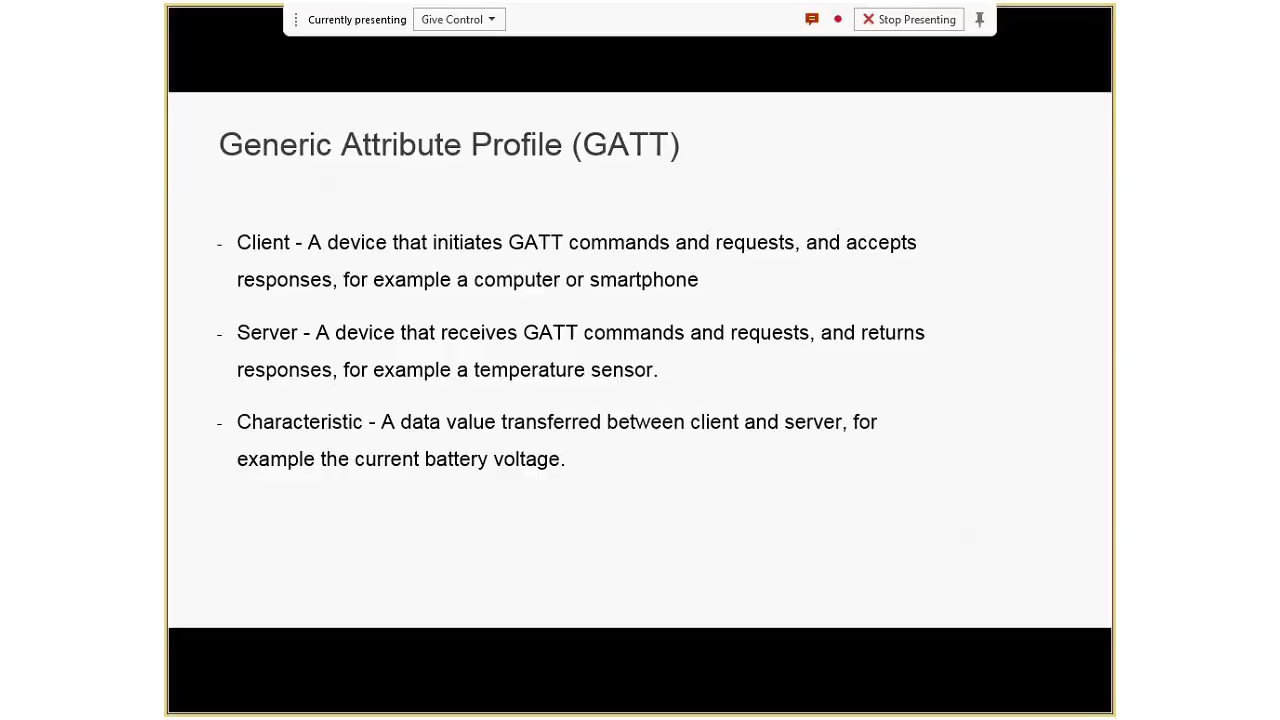 Currently presenting Give Control Stop Presenting
Generic Attribute Profile (GATT)
- Client - A device that initiates GATT commands and requests, and accepts
responses, for example a computer or smartphone
- Server - A device that receives GATT commands and requests, and returns
responses, for example a temperature sensor.
- Characteristic - A data value transferred between client and server, for
example the current battery voltage.